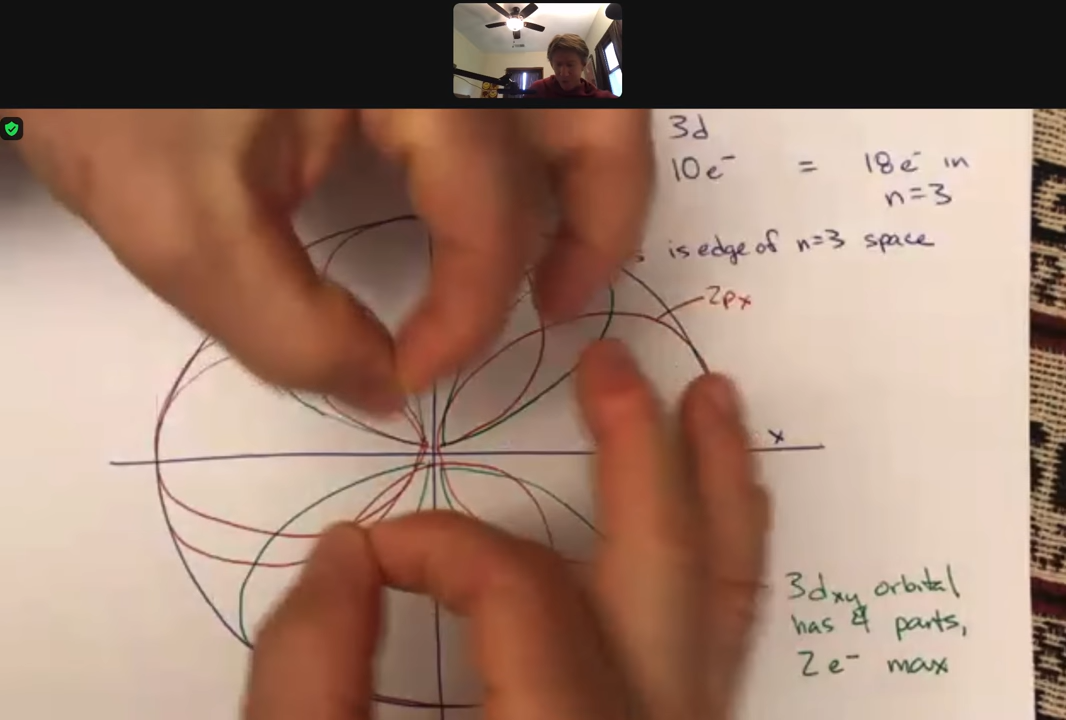 3d
10e⁻ = 18e⁻ in
n=3
is edge of n=3 space
2px
x
3dxy orbital
has 4 parts,
2e⁻ max